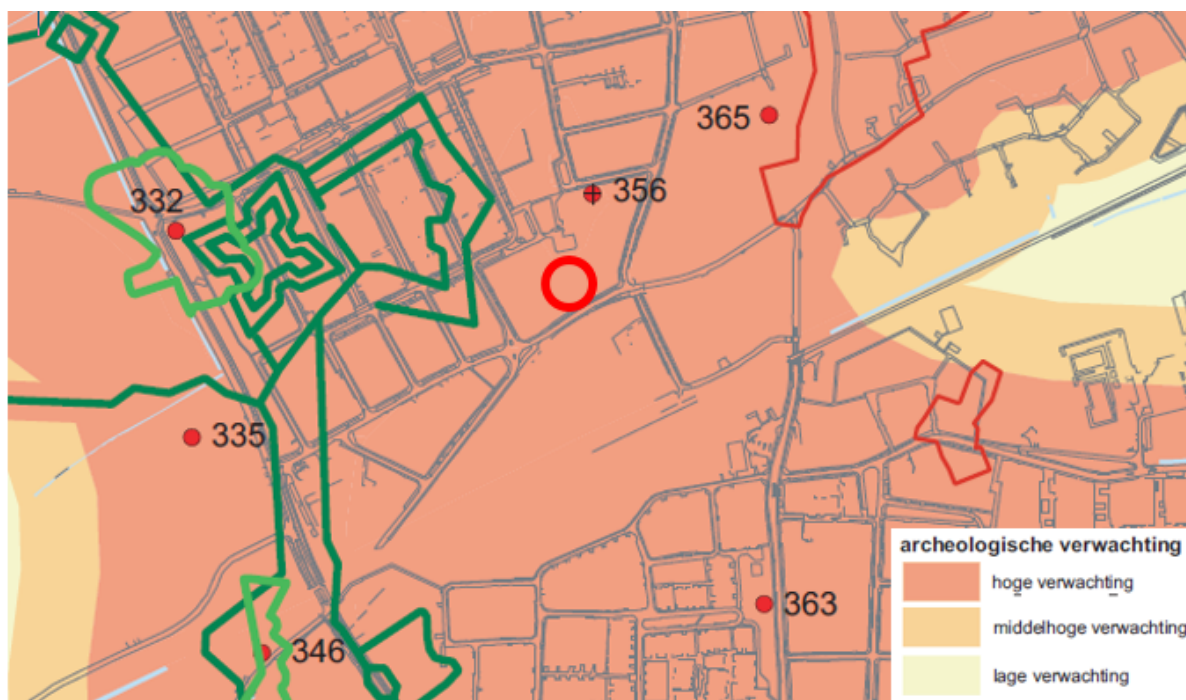 365
356
332
335
363
346
archeologische verwachting
hoge verwachting
middelhoge verwachting
lage verwachting